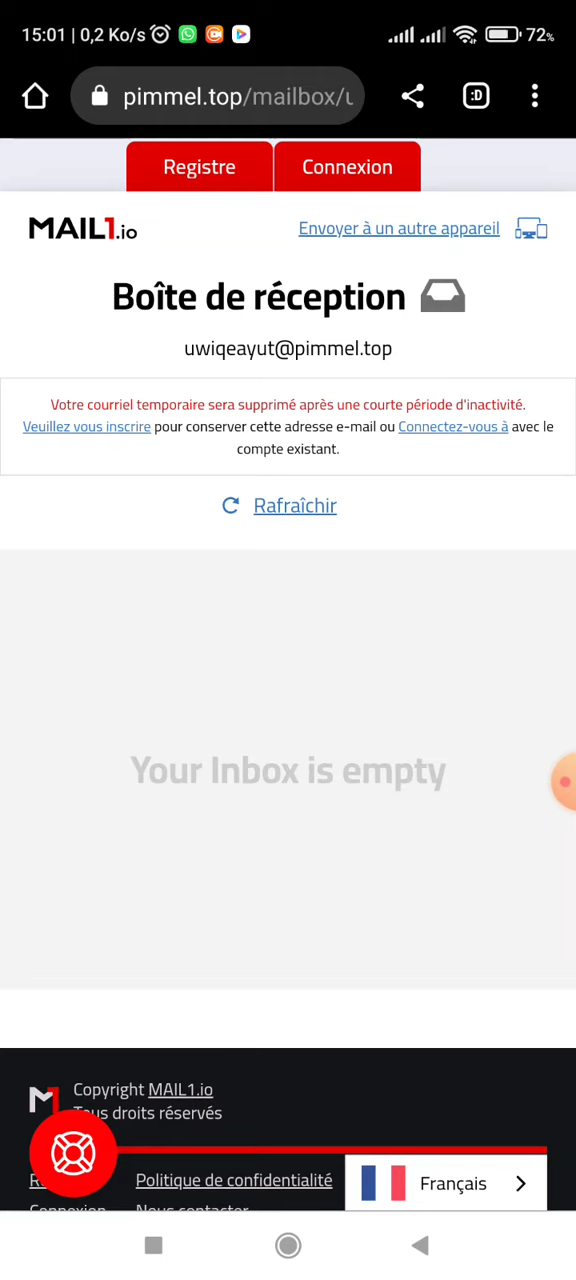 15:01 | 0,2 Ko/s 72%
pimmel.top/mailbox/u
:D
Registre Connexion
MAIL1.io Envoyer à un autre appareil
Boîte de réception
uwiqeayut@pimmel.top
Votre courriel temporaire sera supprimé après une courte période d'inactivité.
Veuillez vous inscrire pour conserver cette adresse e-mail ou Connectez-vous à avec le
compte existant.
Rafraîchir
Your Inbox is empty
Copyright MAIL1.io
Tous droits réservés
Politique de confidentialité
Français
Connexion Nous contacter